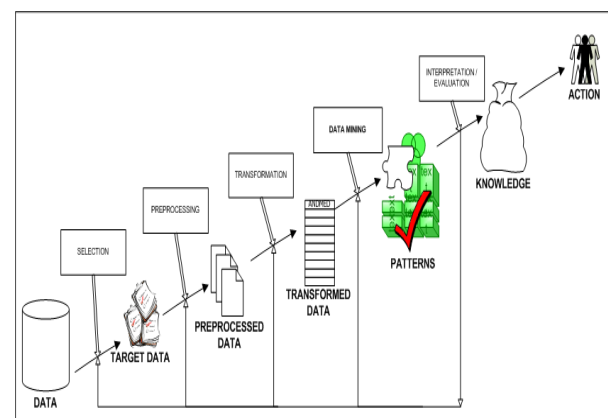 INTERPRETATION /
EVALUATION
ACTION
DATA MINING
KNOWLEDGE
TRANSFORMATION
PREPROCESSING
PATTERNS
SELECTION
TRANSFORMED
DATA
PREPROCESSED
DATA
TARGET DATA
DATA